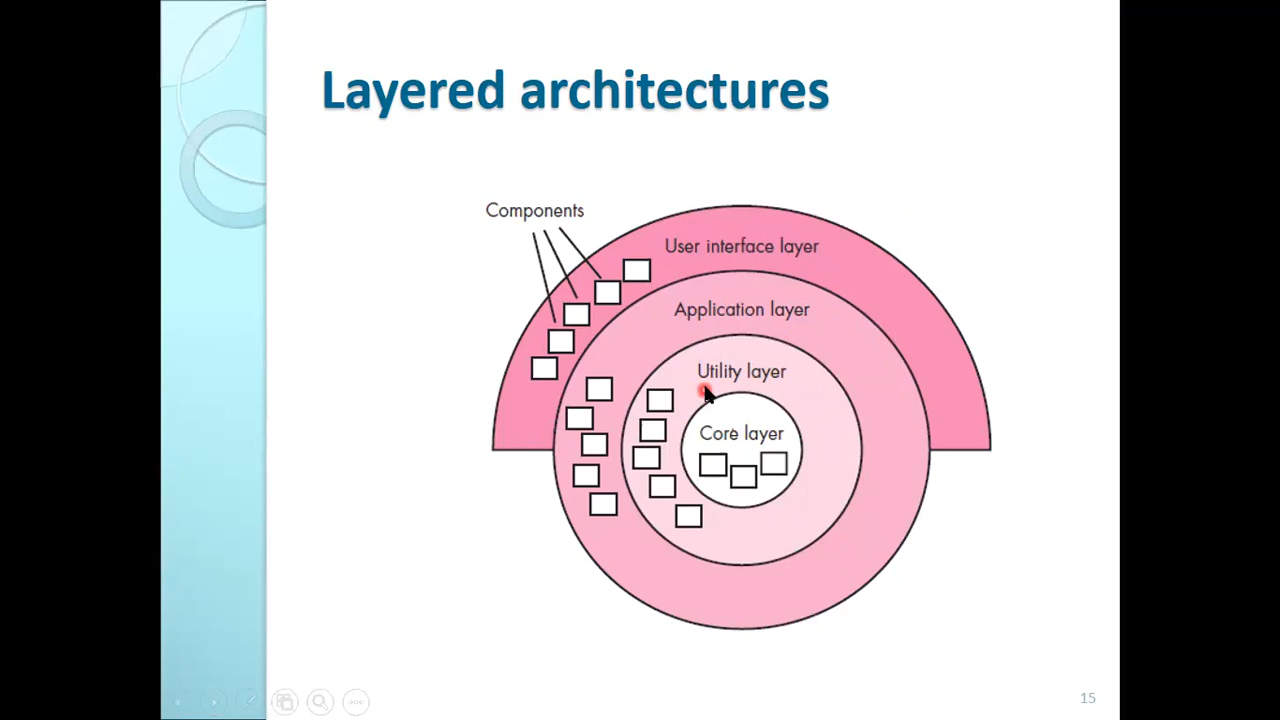 Layered architectures
Components
User interface layer
Application layer
Utility layer
Core layer
15